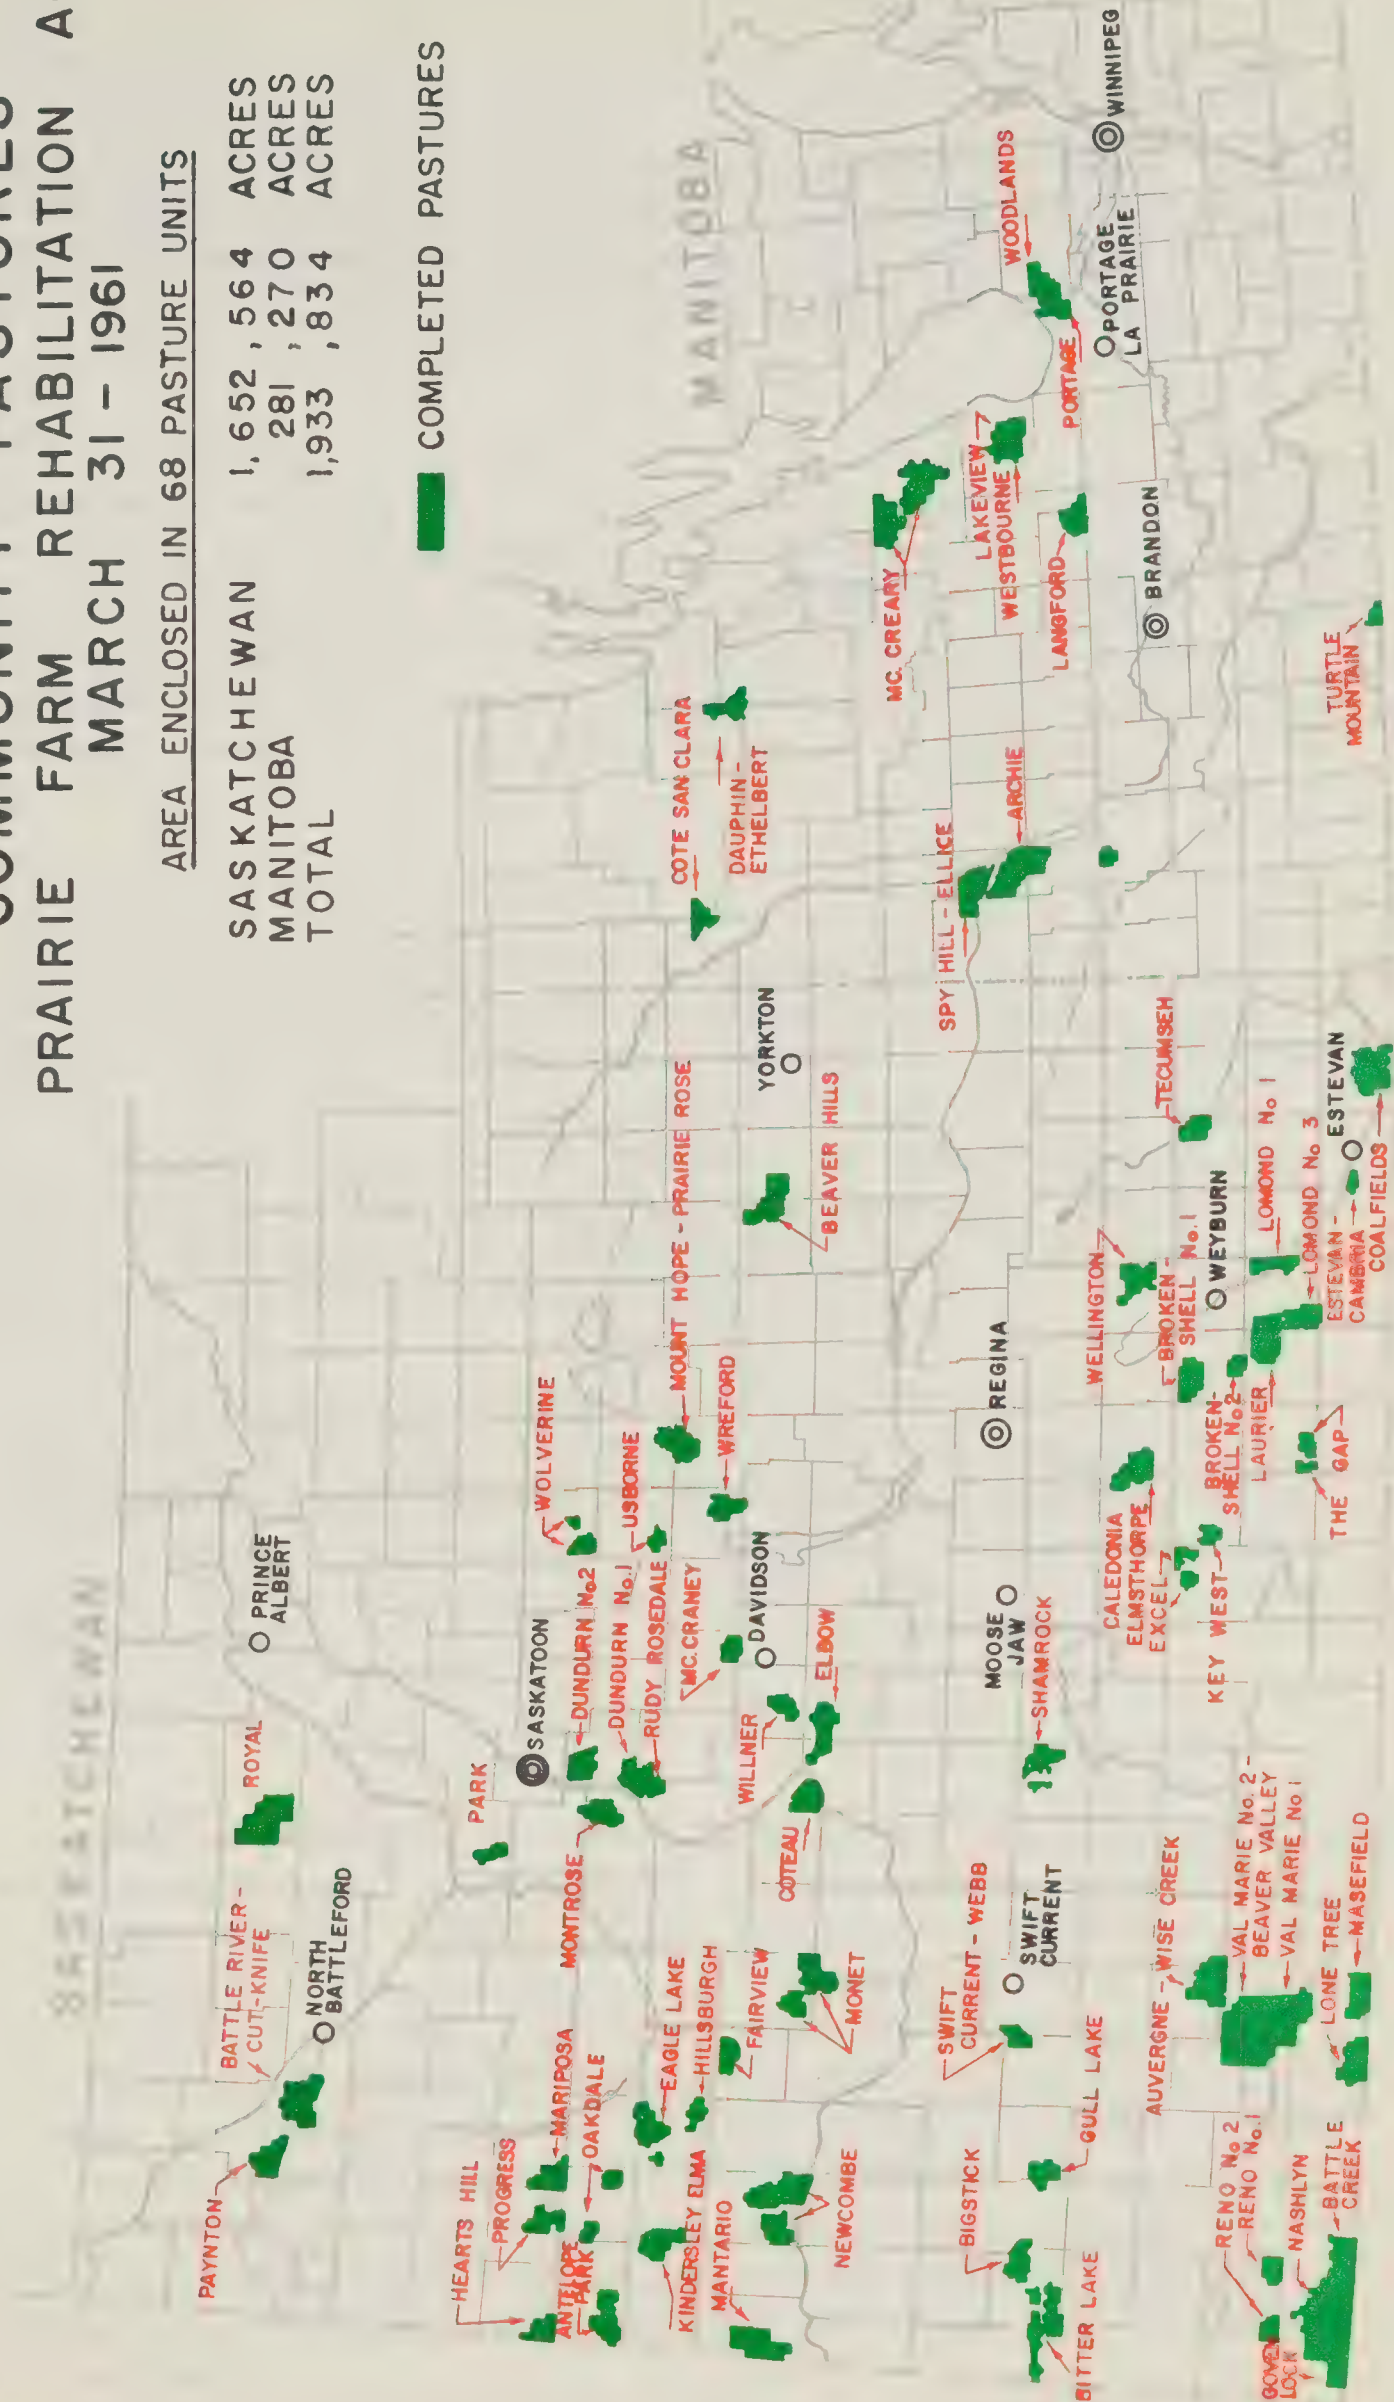 COMMUNITY PASTURES
PRAIRIE FARM REHABILITATION A
MARCH 31 - 1961
AREA ENCLOSED IN 68 PASTURE UNITS
SASKATCHEWAN 1,652,564 ACRES
MANITOBA 281,270 ACRES
TOTAL 1,933,834 ACRES
COMPLETED PASTURES
SASKATCHEWAN
MANITOBA
PRINCE
ALBERT
ROYAL
BATTLE RIVER-
CUT-KNIFE
NORTH
BATTLEFORD
PAYNTON
HEARTS HILL
PROGRESS
MARIPOSA
OAKDALE
ANTELOPE
PARK
PARK
SASKATOON
MONTROSE
DUNDURN No.2
DUNDURN No.1
RUDY ROSEDALE
WOLVERINE
USBORNE
MOUNT HOPE - PRAIRIE ROSE
WREFORD
MC.CRANEY
DAVIDSON
ELBOW
WILLNER
COTEAU
EAGLE LAKE
HILLSBURGH
FAIRVIEW
MONET
KINDERSLEY ELMA
MANTARIO
NEWCOMBE
YORKTON
BEAVER HILLS
COTE SAN CLARA
DAUPHIN -
ETHELBERT
MC. CREARY
LAKEVIEW
WESTBOURNE
LANGFORD
WOODLANDS
PORTAGE
PORTAGE
LA PRAIRIE
WINNIPEG
BRANDON
SPY HILL - ELLICE
ARCHIE
TURTLE
MOUNTAIN
REGINA
MOOSE
JAW
SHAMROCK
SWIFT
CURRENT - WEBB
SWIFT
CURRENT
GULL LAKE
BIGSTICK
BITTER LAKE
WELLINGTON
TECUMSEH
BROKEN -
SHELL No.1
WEYBURN
LOMOND No 1
LOMOND No 3
ESTEVAN -
CAMBRIA
ESTEVAN
COALFIELDS
CALEDONIA
ELMSTHORPE
EXCEL
KEY WEST
BROKEN-
SHELL No.2
LAURIER
THE GAP
AUVERGNE - WISE CREEK
VAL MARIE No.2 -
BEAVER VALLEY
VAL MARIE No.1
LONE TREE
MASEFIELD
RENO No.2
RENO No.1
NASHLYN
BATTLE
CREEK
GOVEN
LOCK